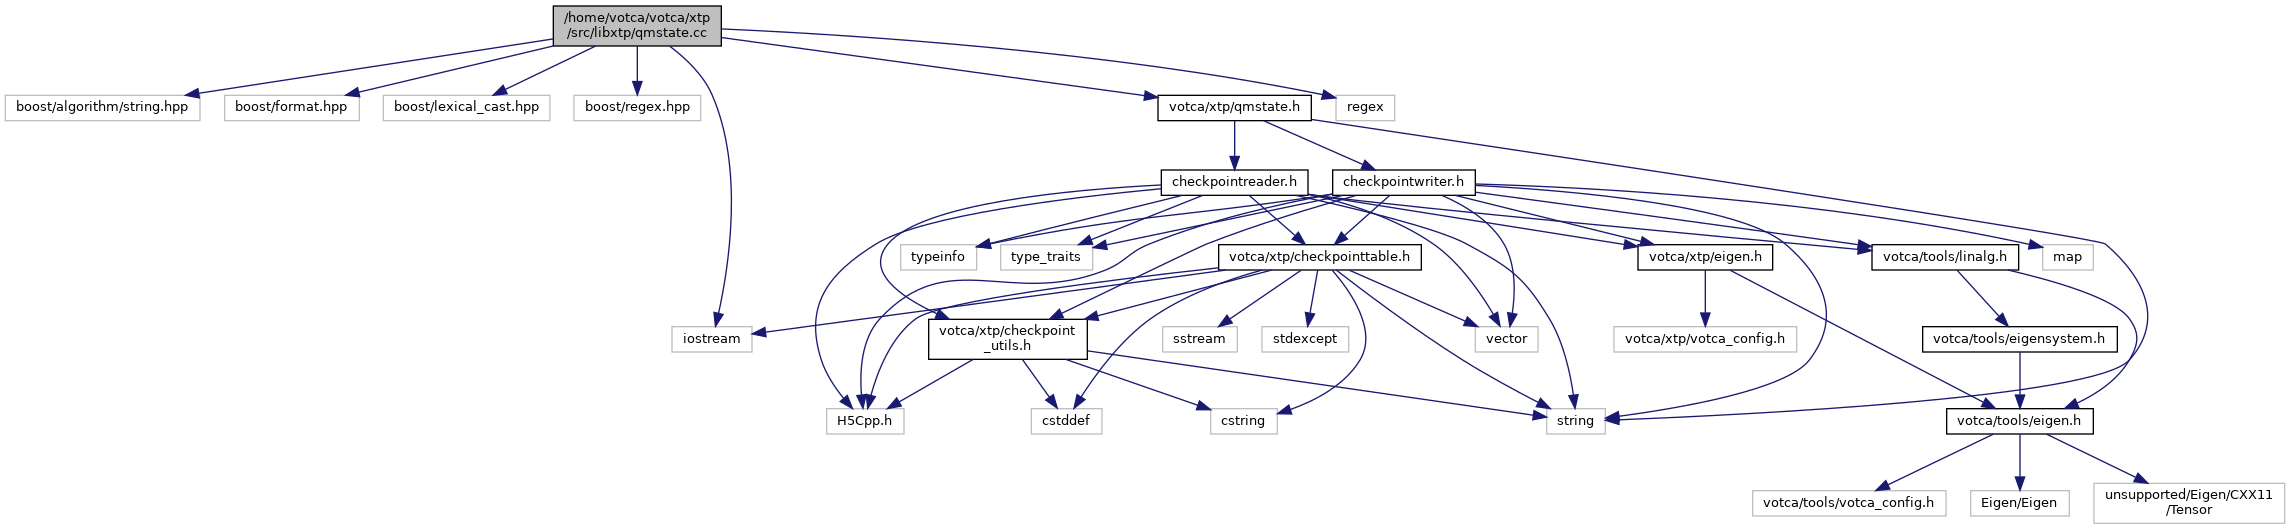 /home/votca/votca/xtp
/src/libxtp/qmstate.cc
boost/algorithm/string.hpp
boost/format.hpp
boost/lexical_cast.hpp
boost/regex.hpp
votca/xtp/qmstate.h
regex
checkpointreader.h
checkpointwriter.h
typeinfo
type_traits
votca/xtp/checkpointtable.h
votca/xtp/eigen.h
votca/tools/linalg.h
map
iostream
votca/xtp/checkpoint
_utils.h
sstream
stdexcept
vector
votca/xtp/votca_config.h
votca/tools/eigensystem.h
H5Cpp.h
cstddef
cstring
string
votca/tools/eigen.h
votca/tools/votca_config.h
Eigen/Eigen
unsupported/Eigen/CXX11
/Tensor